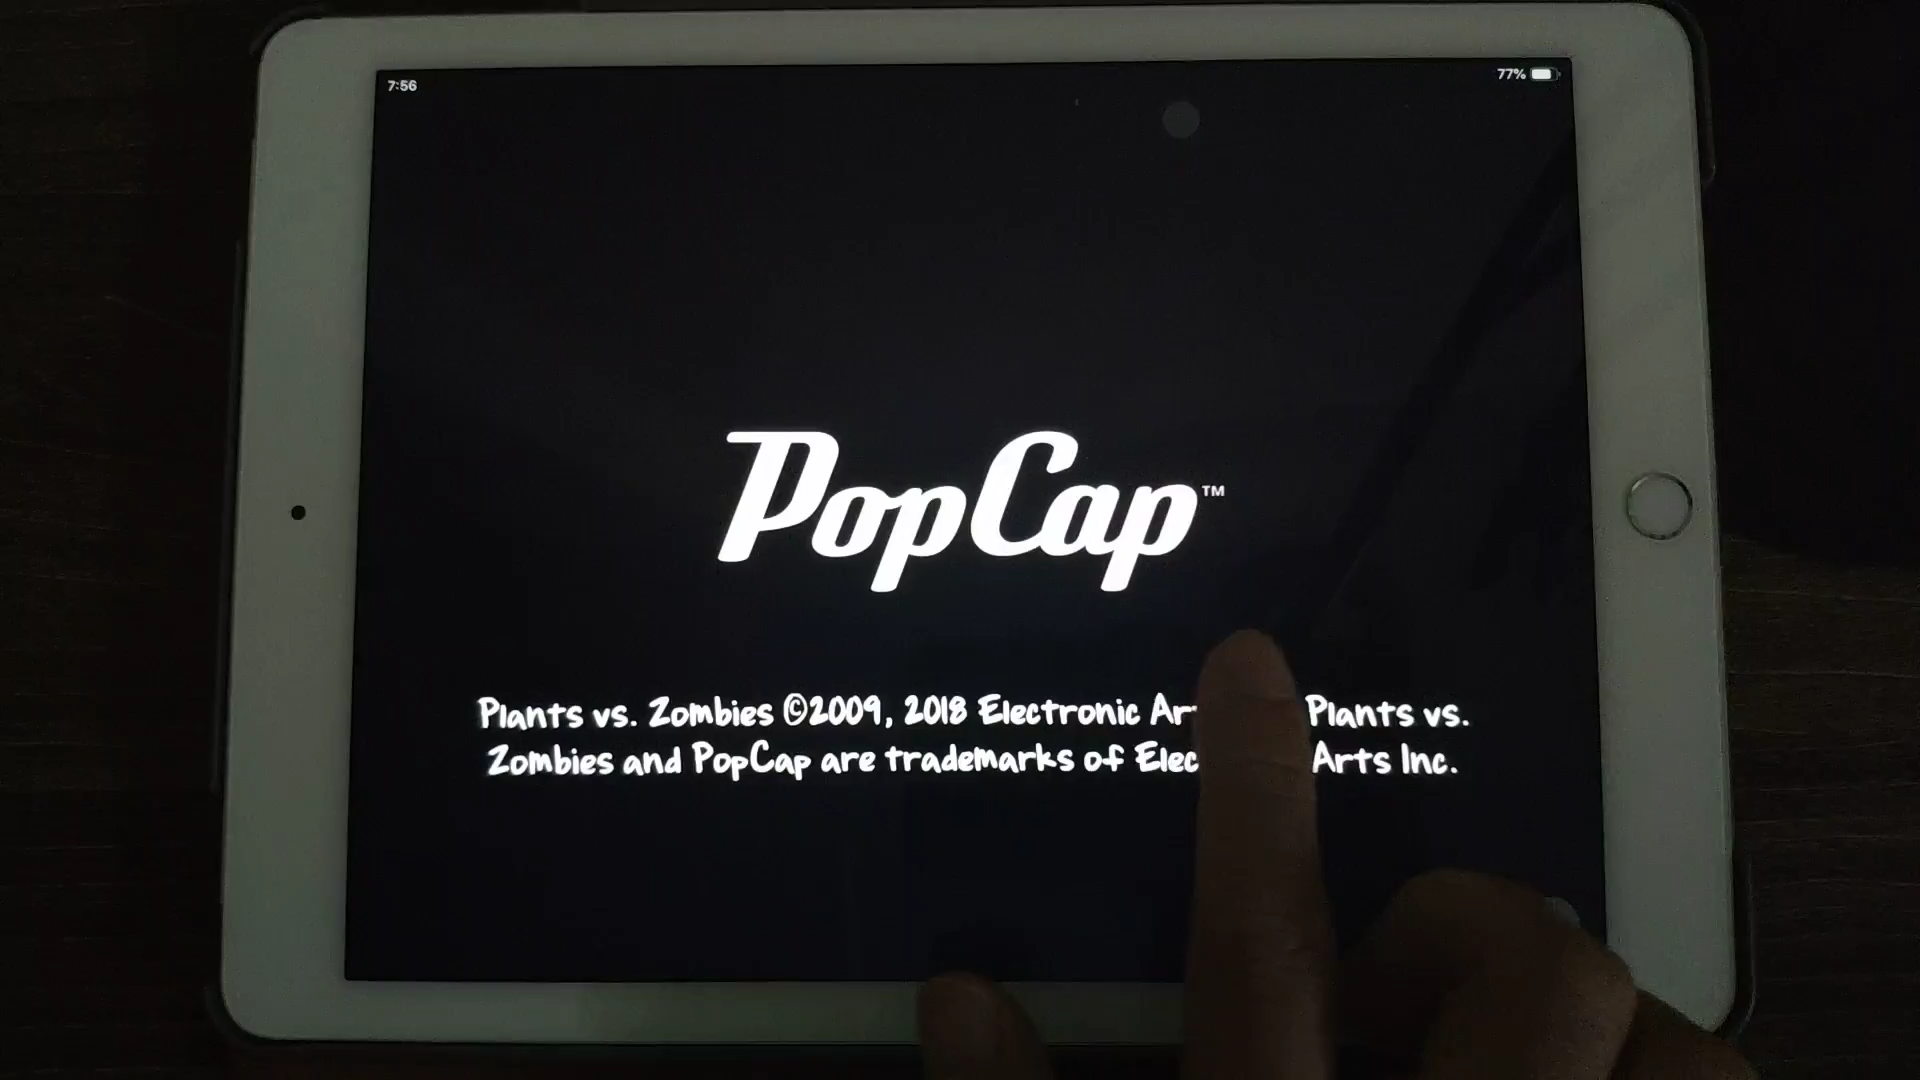 7:56
77%
PopCap™
Plants vs. Zombies ©2009, 2018 Electronic Plants vs.
Zombies and PopCap are trademarks of Arts Inc.